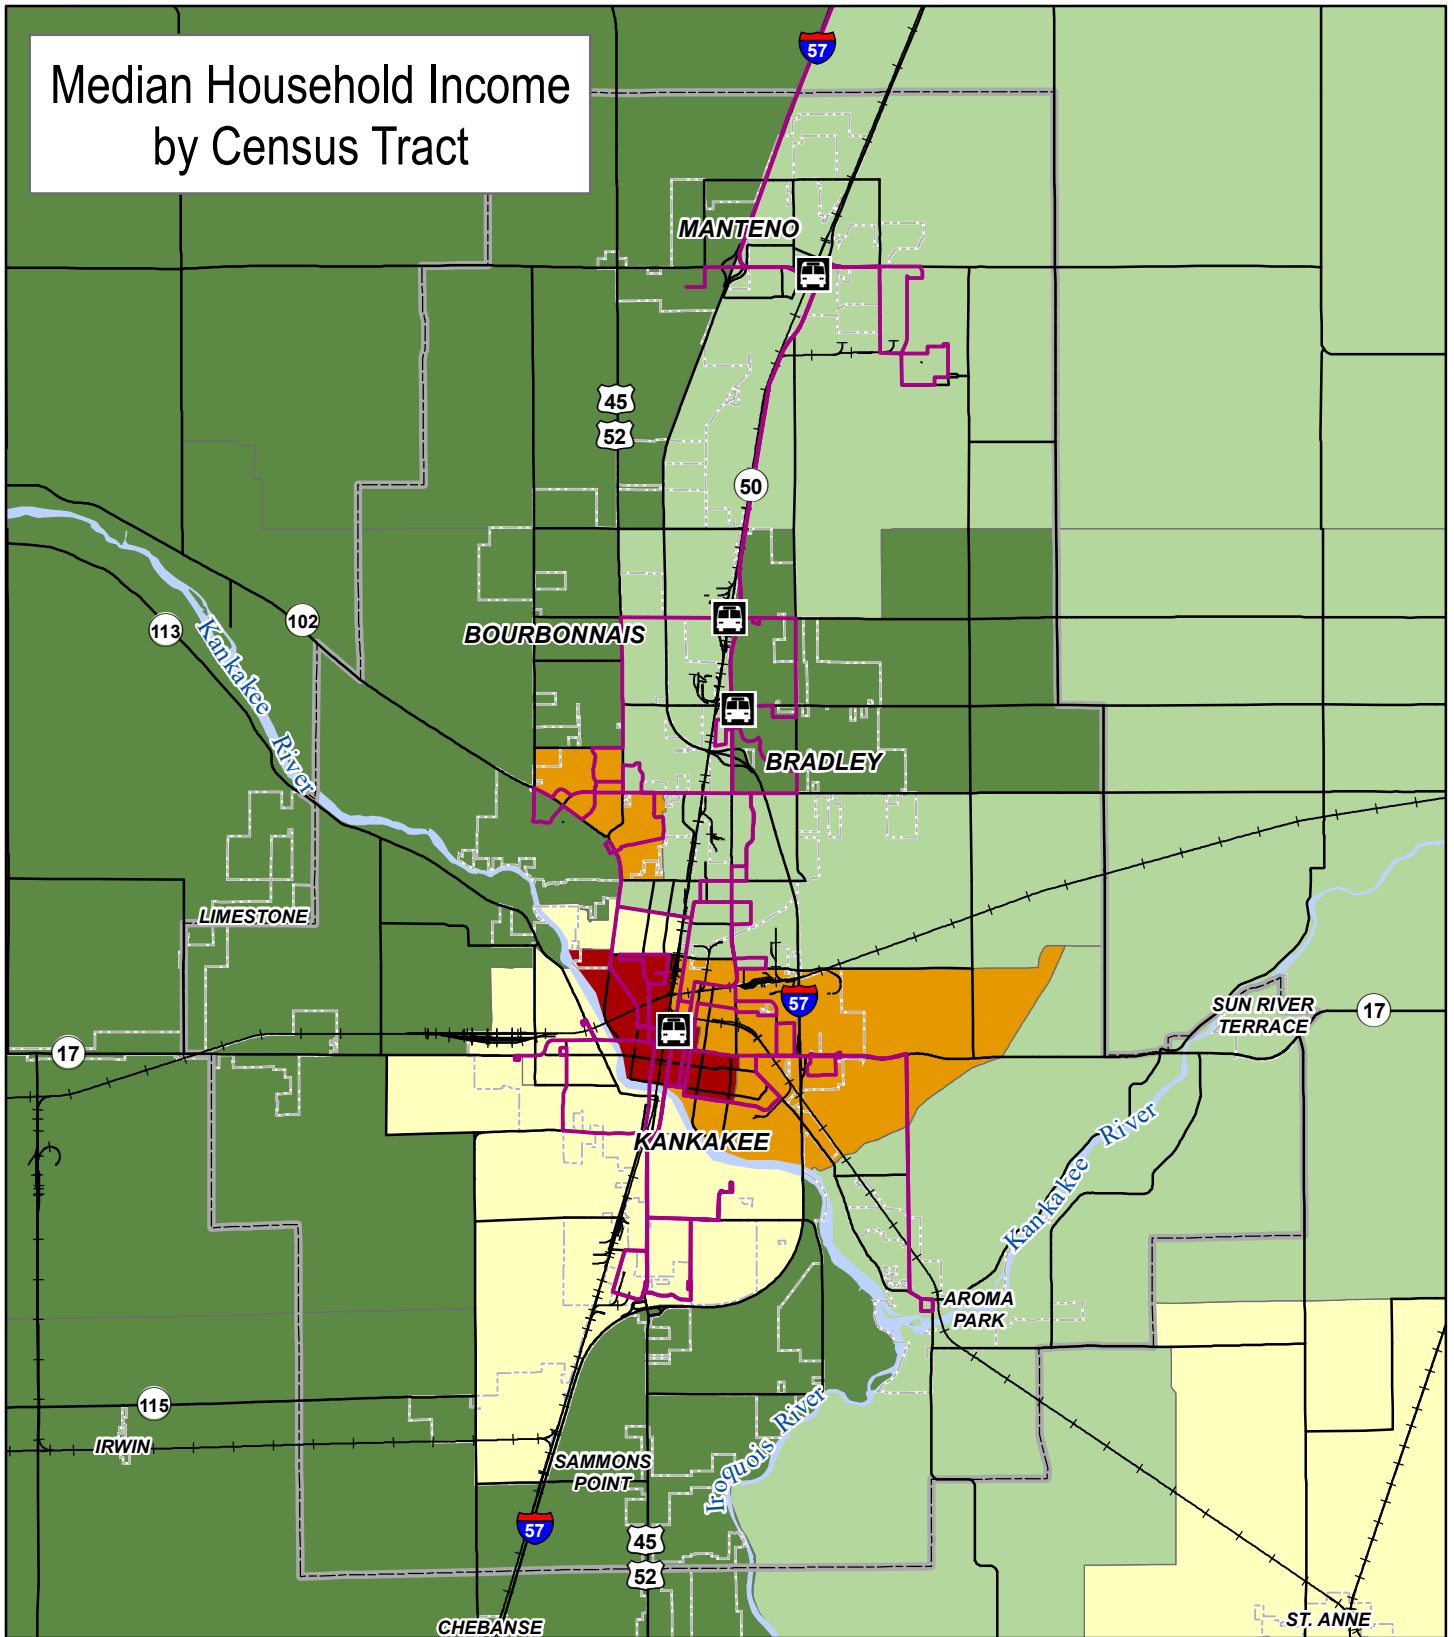 Median Household Income
by Census Tract
57
MANTENO
45
52
50
113
102
BOURBONNAIS
Kankakee
River
BRADLEY
LIMESTONE
57
SUN RIVER
TERRACE
17
17
KANKAKEE
Kankakee River
AROMA
PARK
115
IRWIN
Iroquois River
SAMMONS
POINT
57
45
52
CHEBANSE
ST. ANNE